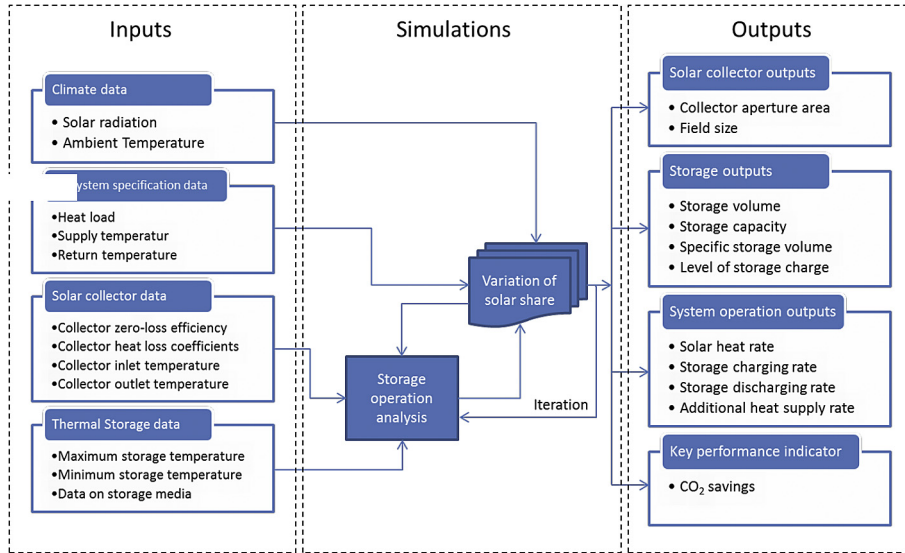 Inputs
Simulations
Outputs
Climate data
• Solar radiation
• Ambient Temperature
ystem specification data
•Heat load
•Supply temperatur
•Return temperature
Solar collector data
•Collector zero-loss efficiency
•Collector heat loss coefficients
•Collector inlet temperature
•Collector outlet temperature
Thermal Storage data
•Maximum storage temperature
•Minimum storage temperature
•Data on storage media
Variation of
solar share
Storage
operation
analysis
Iteration
Solar collector outputs
• Collector aperture area
• Field size
Storage outputs
• Storage volume
• Storage capacity
• Specific storage volume
• Level of storage charge
System operation outputs
• Solar heat rate
• Storage charging rate
• Storage discharging rate
• Additional heat supply rate
Key performance indicator
• CO₂ savings